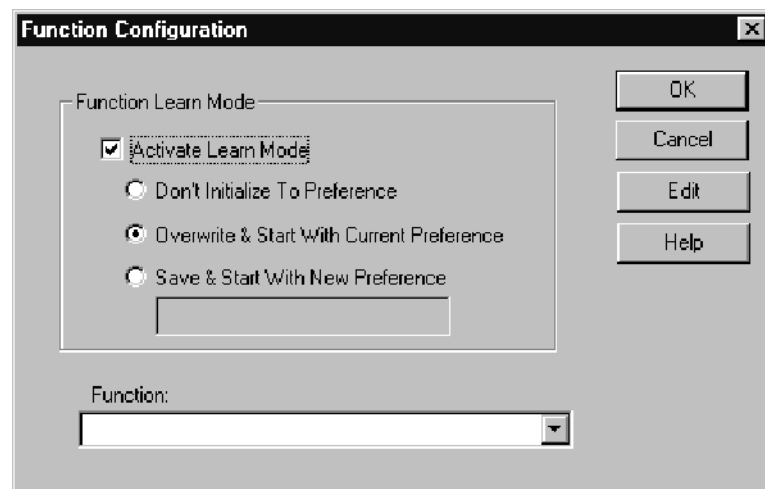 Function Configuration
Function Learn Mode
Activate Learn Mode
Don't Initialize To Preference
Overwrite & Start With Current Preference
Save & Start With New Preference
Function:
OK
Cancel
Edit
Help